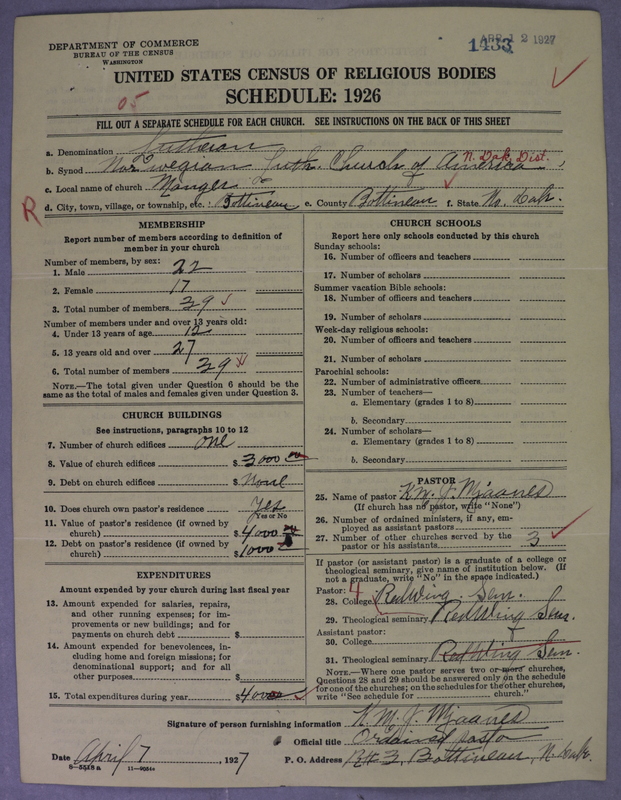 DEPARTMENT OF COMMERCE
BUREAU OF THE CENSUS
WASHINGTON
1433 APR 12 1927
UNITED STATES CENSUS OF RELIGIOUS BODIES
SCHEDULE: 1926
05
FILL OUT A SEPARATE SCHEDULE FOR EACH CHURCH. SEE INSTRUCTIONS ON THE BACK OF THIS SHEET
a. Denomination Lutheran
b. Synod Norwegian Luth. Church of America N. Dak. Dist.
c. Local name of church Manger
d. City, town, village, or township, etc. Bottineau e. County Bottineau f. State No. Dak.
R
MEMBERSHIP
Report number of members according to definition of member in your church
Number of members, by sex:
1. Male 22
2. Female 17
3. Total number of members 39
Number of members under and over 13 years old:
4. Under 13 years of age 12
5. 13 years old and over 27
6. Total number of members 39
NOTE.—The total given under Question 6 should be the same as the total of males and females given under Question 3.
CHURCH BUILDINGS
See instructions, paragraphs 10 to 12
7. Number of church edifices one
8. Value of church edifices $ 3000 00
9. Debt on church edifices $ None
10. Does church own pastor's residence? Yes
Yes or No
11. Value of pastor's residence (if owned by church) $ 4000
12. Debt on pastor's residence (if owned by church) $ 1000
EXPENDITURES
Amount expended by your church during last fiscal year
13. Amount expended for salaries, repairs, and other running expenses; for improvements or new buildings; and for payments on church debt $
14. Amount expended for benevolences, including home and foreign missions; for denominational support; and for all other purposes $
15. Total expenditures during year $ 400
CHURCH SCHOOLS
Report here only schools conducted by this church
Sunday schools:
16. Number of officers and teachers
17. Number of scholars
Summer vacation Bible schools:
18. Number of officers and teachers
19. Number of scholars
Week-day religious schools:
20. Number of officers and teachers
21. Number of scholars
Parochial schools:
22. Number of administrative officers
23. Number of teachers—
a. Elementary (grades 1 to 8)
b. Secondary
24. Number of scholars—
a. Elementary (grades 1 to 8)
b. Secondary
PASTOR
25. Name of pastor K. M. J. Mjaanes
(If church has no pastor, write "None")
26. Number of ordained ministers, if any, employed as assistant pastors
27. Number of other churches served by the pastor or his assistants 3
If pastor (or assistant pastor) is a graduate of a college or theological seminary, give name of institution below. (If not a graduate, write "No" in the space indicated.)
Pastor: 4
28. College Red Wing Sem.
29. Theological seminary Red Wing Sem.
Assistant pastor:
30. College
31. Theological seminary Red Wing Sem.
NOTE.—Where one pastor serves two or more churches, Questions 28 and 29 should be answered only on the schedule for one of the churches; on the schedules for the other churches, write "See schedule for church."
Signature of person furnishing information K. M. J. Mjaanes
Official title Ordained pastor
Date April 7, 1927 P. O. Address R# 3, Bottineau, N. Dak.
8—5518 a 11—9051a